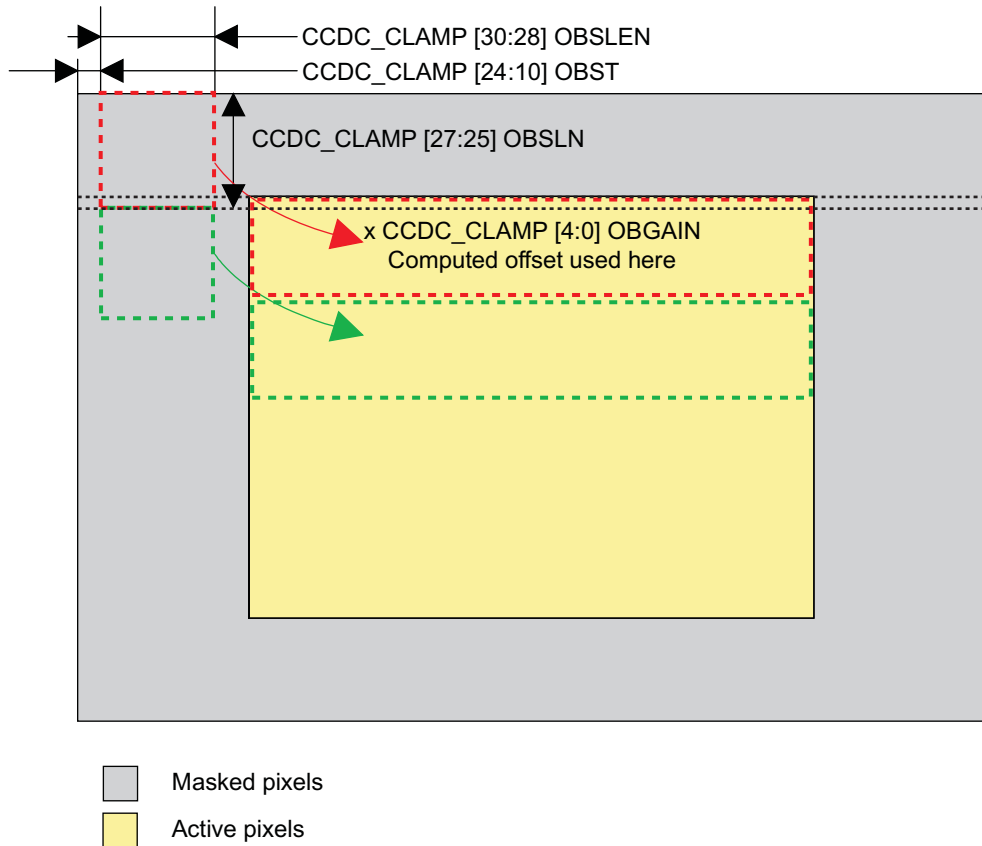 CCDC_CLAMP [30:28] OBSLEN
CCDC_CLAMP [24:10] OBST
CCDC_CLAMP [27:25] OBSLN
x CCDC_CLAMP [4:0] OBGAIN
Computed offset used here
Masked pixels
Active pixels